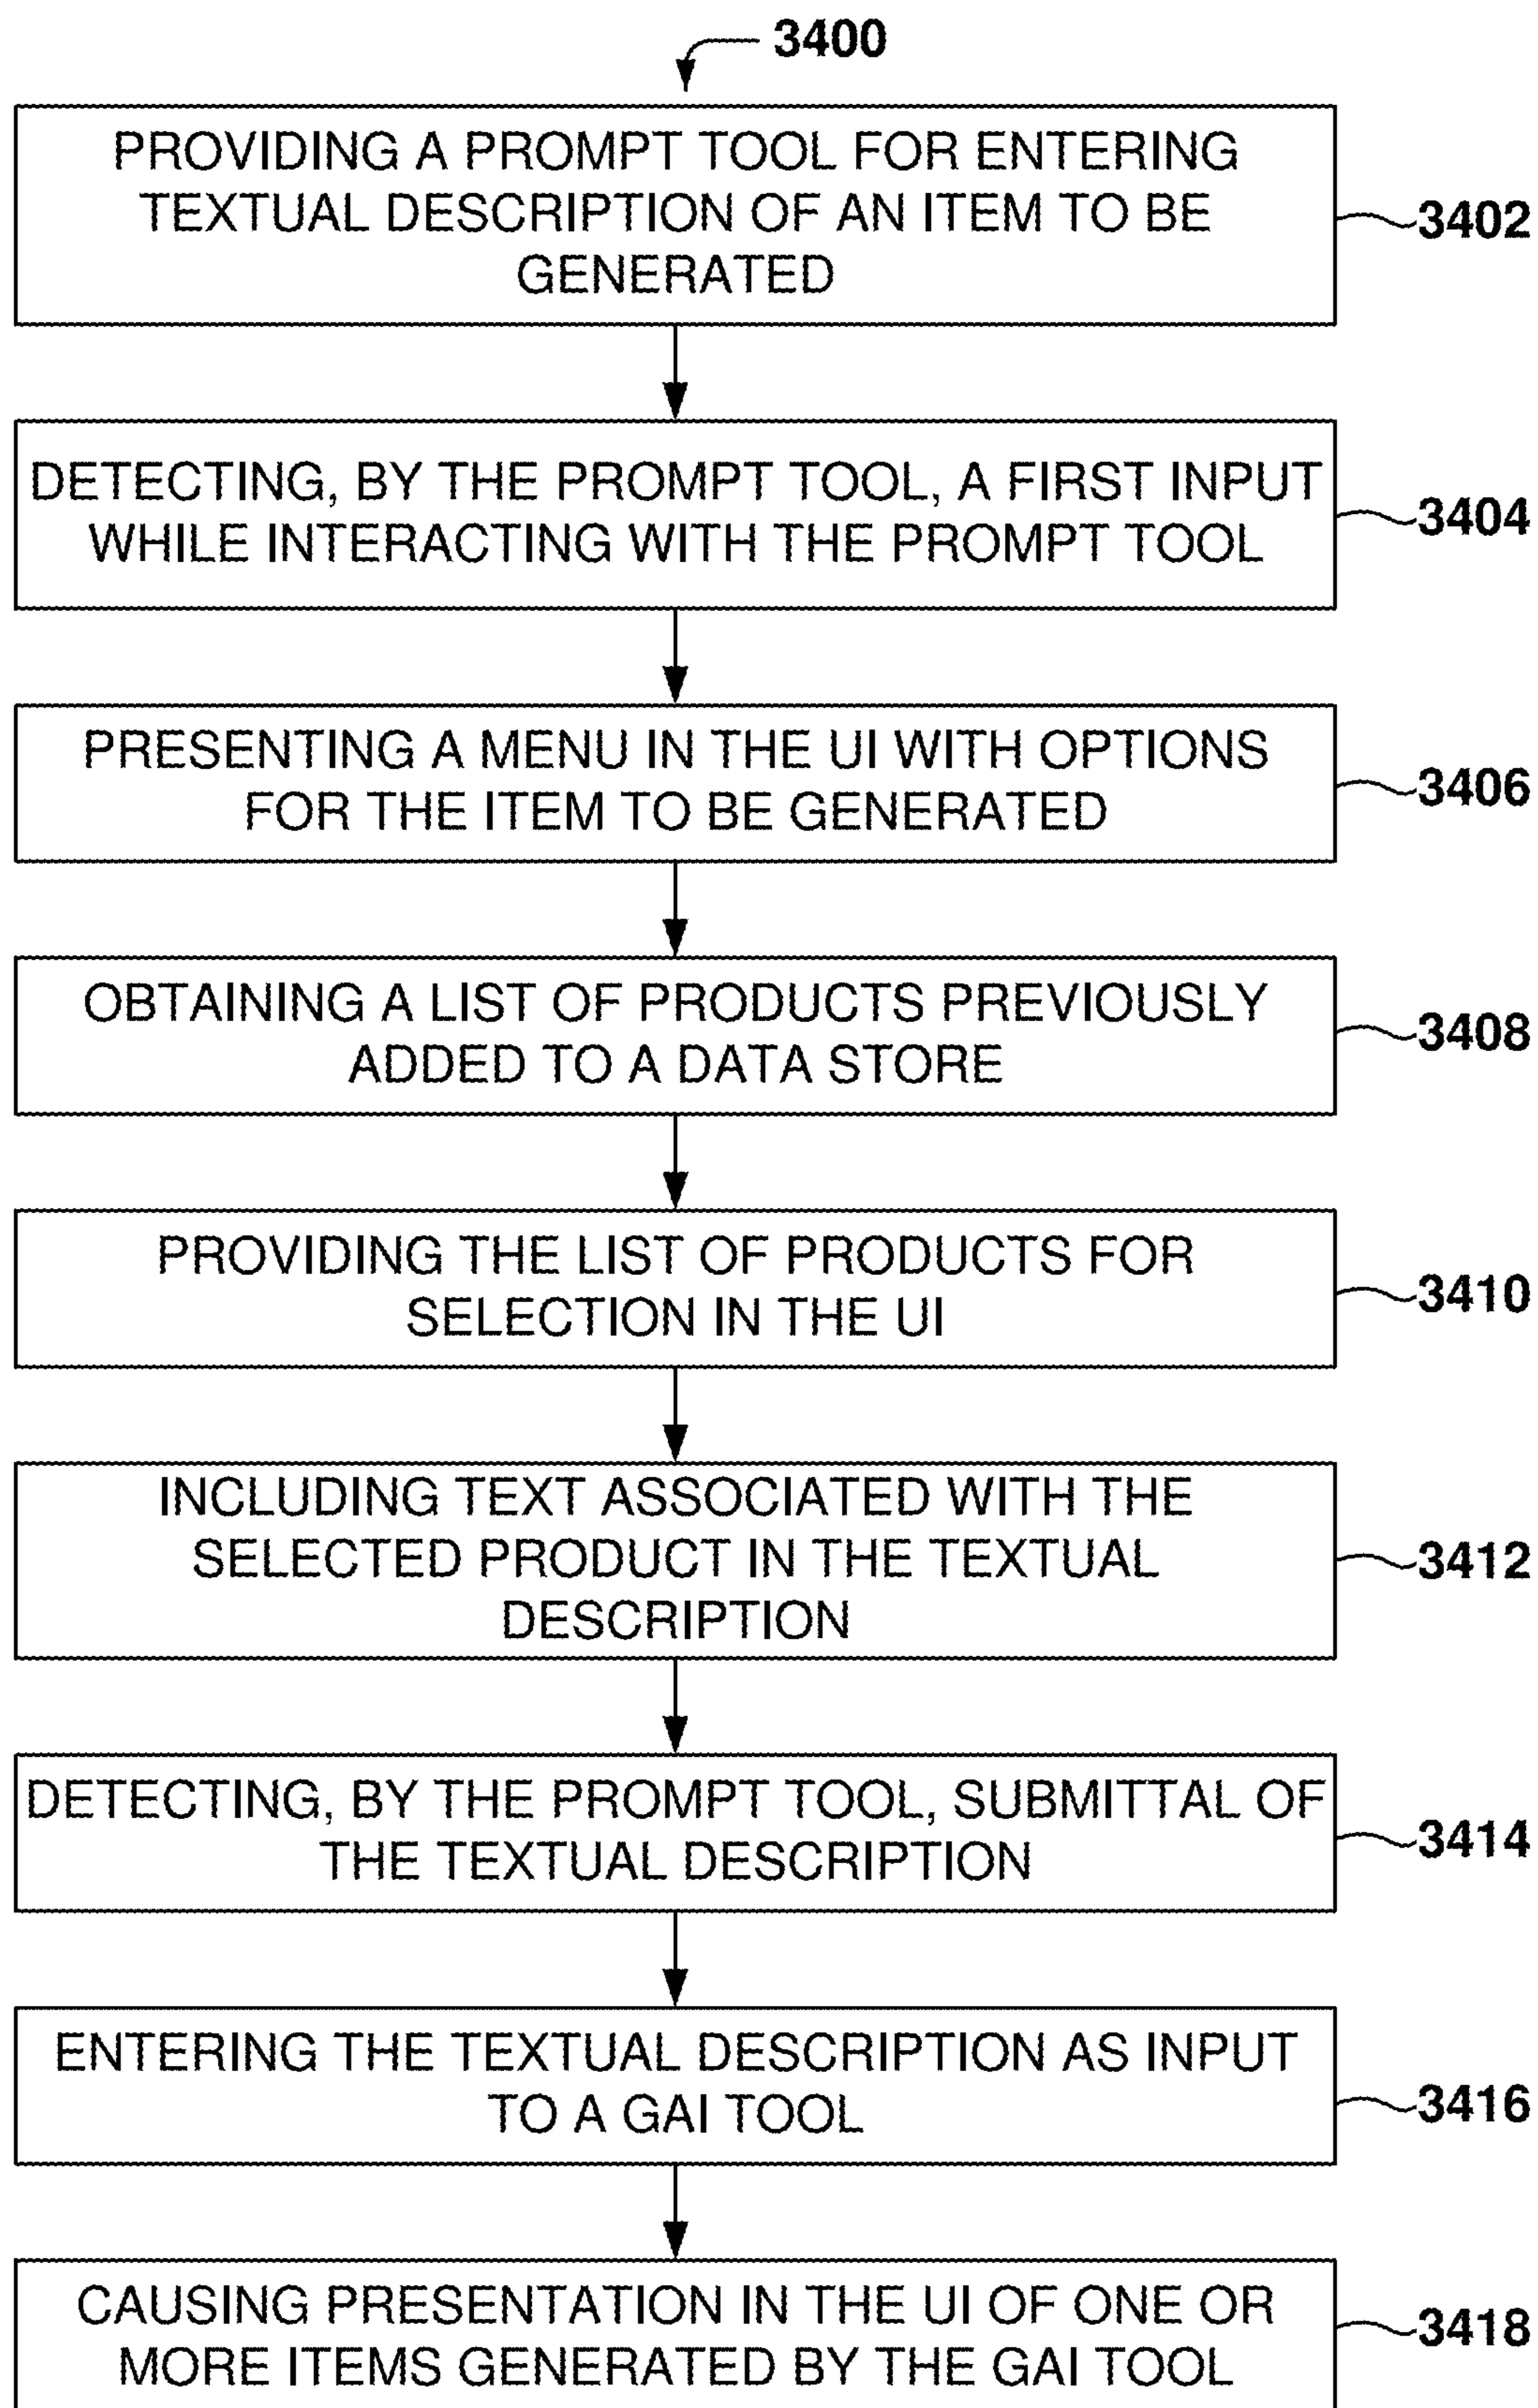 3400
PROVIDING A PROMPT TOOL FOR ENTERING
TEXTUAL DESCRIPTION OF AN ITEM TO BE
GENERATED
3402
DETECTING, BY THE PROMPT TOOL, A FIRST INPUT
WHILE INTERACTING WITH THE PROMPT TOOL
3404
PRESENTING A MENU IN THE UI WITH OPTIONS
FOR THE ITEM TO BE GENERATED
3406
OBTAINING A LIST OF PRODUCTS PREVIOUSLY
ADDED TO A DATA STORE
3408
PROVIDING THE LIST OF PRODUCTS FOR
SELECTION IN THE UI
3410
INCLUDING TEXT ASSOCIATED WITH THE
SELECTED PRODUCT IN THE TEXTUAL
DESCRIPTION
3412
DETECTING, BY THE PROMPT TOOL, SUBMITTAL OF
THE TEXTUAL DESCRIPTION
3414
ENTERING THE TEXTUAL DESCRIPTION AS INPUT
TO A GAI TOOL
3416
CAUSING PRESENTATION IN THE UI OF ONE OR
MORE ITEMS GENERATED BY THE GAI TOOL
3418